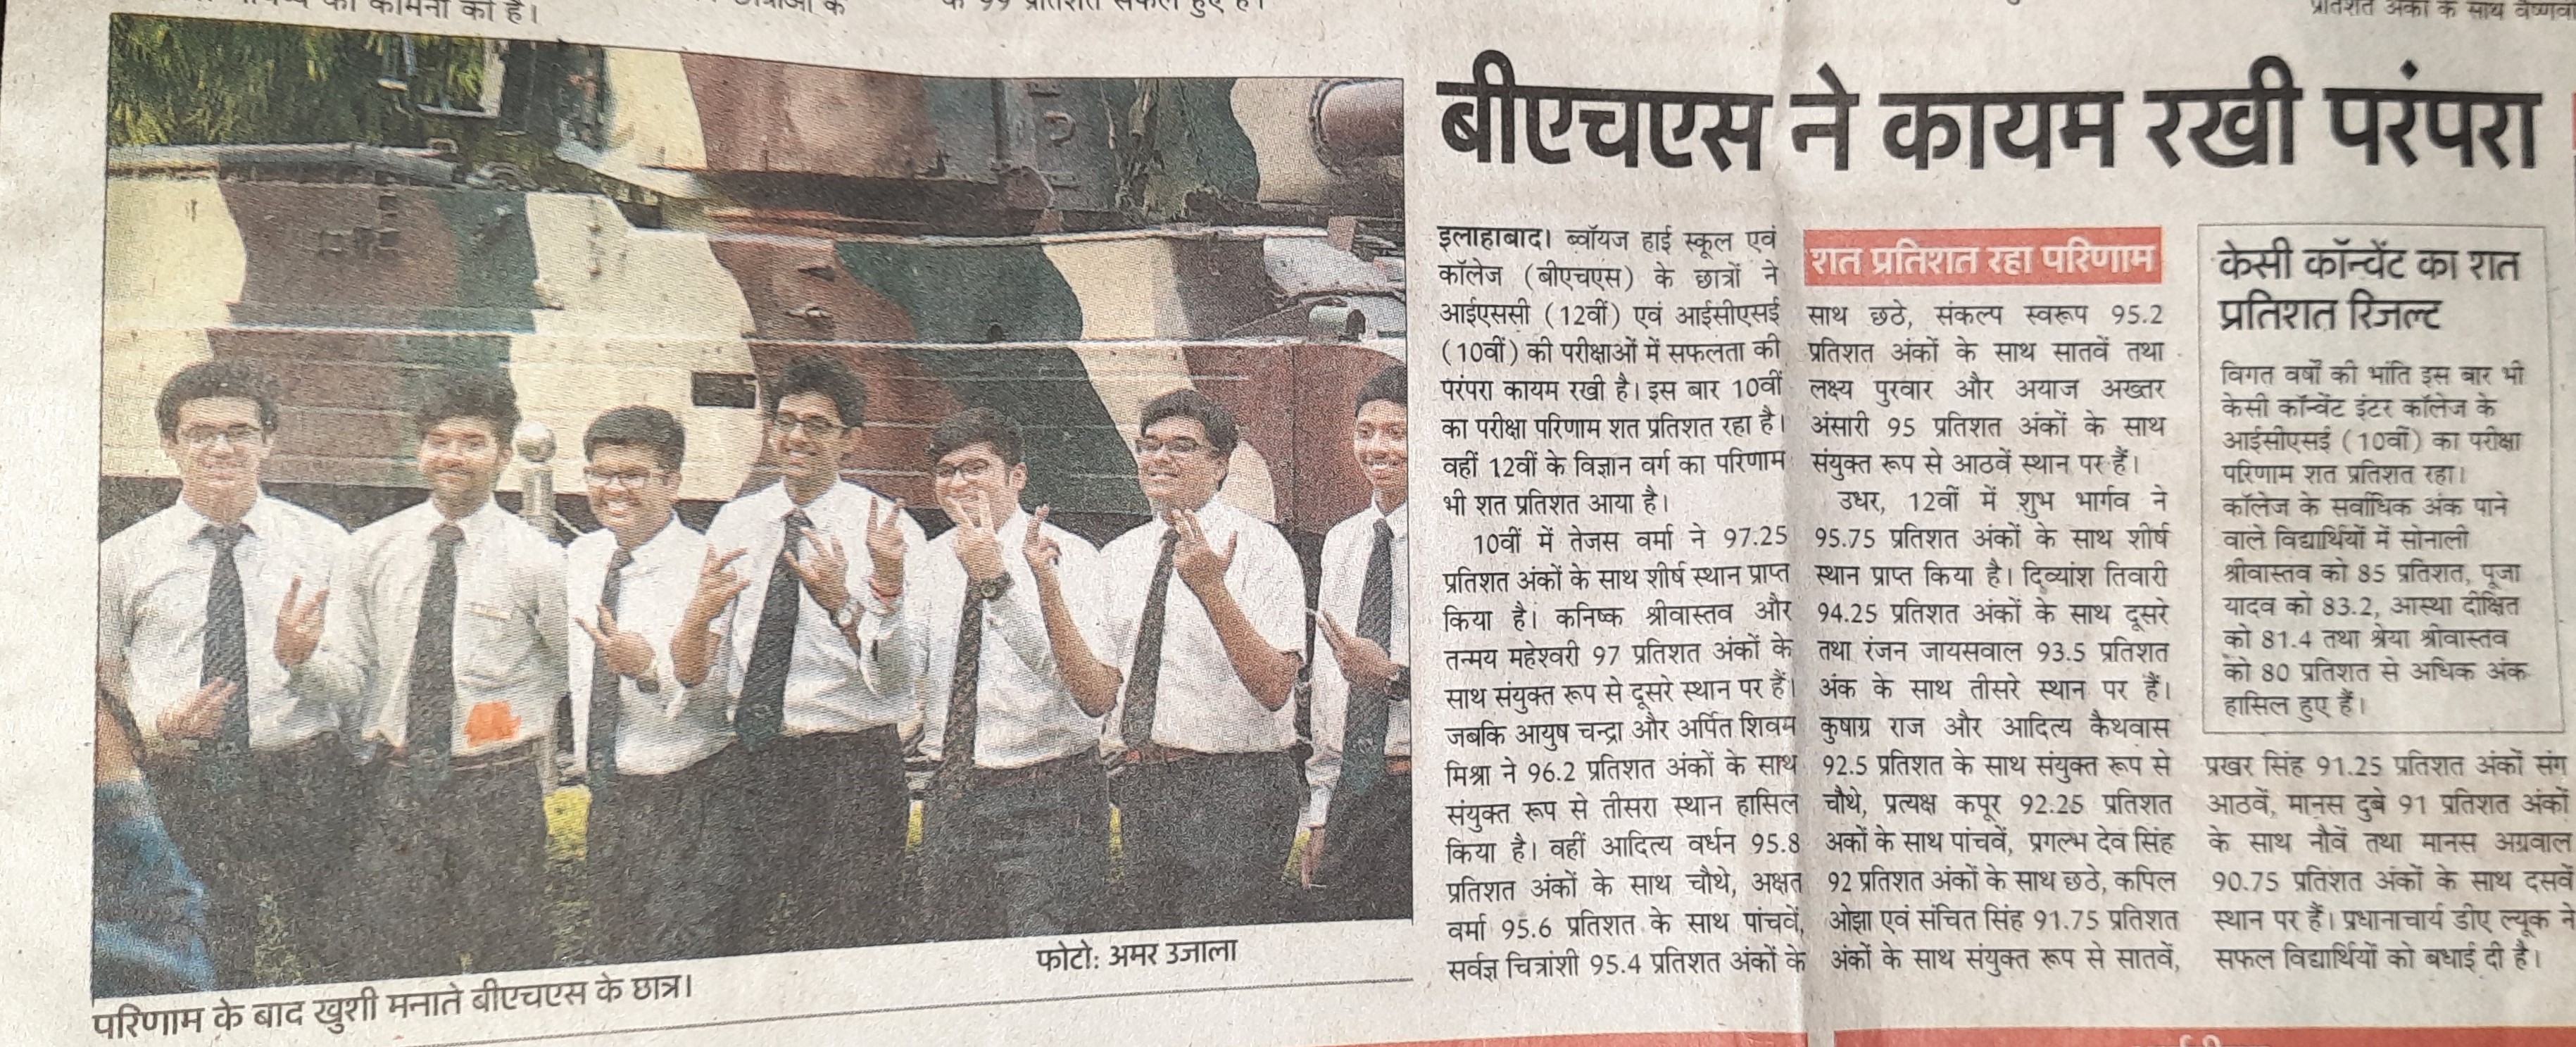 की कामना की है।
के 99 प्रतिशत सफल हुए हैं।
प्रतिशत अंकों के साथ
बीएचएस ने कायम रखी परंपरा
इलाहाबाद। ब्वॉयज हाई स्कूल एवं
कॉलेज (बीएचएस) के छात्रों ने
आईएससी (12वीं) एवं आईसीएसई
(10वीं) की परीक्षाओं में सफलता की
परंपरा कायम रखी है। इस बार 10वीं
का परीक्षा परिणाम शत प्रतिशत रहा है।
वहीं 12वीं के विज्ञान वर्ग का परिणाम
भी शत प्रतिशत आया है।
10वीं में तेजस वर्मा ने 97.25
प्रतिशत अंकों के साथ शीर्ष स्थान प्राप्त
किया है। कनिष्क श्रीवास्तव और
तन्मय महेश्वरी 97 प्रतिशत अंकों के
साथ संयुक्त रूप से दूसरे स्थान पर हैं।
जबकि आयुष चन्द्रा और अर्पित शिवम
मिश्रा ने 96.2 प्रतिशत अंकों के साथ
संयुक्त रूप से तीसरा स्थान हासिल
किया है। वहीं आदित्य वर्धन 95.8
प्रतिशत अंकों के साथ चौथे, अक्षत
वर्मा 95.6 प्रतिशत के साथ पांचवें,
सर्वज्ञ चित्रांशी 95.4 प्रतिशत अंकों के
शत प्रतिशत रहा परिणाम
साथ छठे, संकल्प स्वरूप 95.2
प्रतिशत अंकों के साथ सातवें तथा
लक्ष्य पुरवार और अयाज अख्तर
अंसारी 95 प्रतिशत अंकों के साथ
संयुक्त रूप से आठवें स्थान पर हैं।
उधर, 12वीं में शुभ भार्गव ने
95.75 प्रतिशत अंकों के साथ शीर्ष
स्थान प्राप्त किया है। दिव्यांश तिवारी
94.25 प्रतिशत अंकों के साथ दूसरे
तथा रंजन जायसवाल 93.5 प्रतिशत
अंक के साथ तीसरे स्थान पर हैं।
कुषाग्र राज और आदित्य कैथवास
92.5 प्रतिशत के साथ संयुक्त रूप से
चौथे, प्रत्यक्ष कपूर 92.25 प्रतिशत
अकों के साथ पांचवें, प्रगल्भ देव सिंह
92 प्रतिशत अंकों के साथ छठे, कपिल
ओझा एवं संचित सिंह 91.75 प्रतिशत
अंकों के साथ संयुक्त रूप से सातवें,
केसी कॉन्वेंट का शत
प्रतिशत रिजल्ट
विगत वर्षों की भांति इस बार भी
केसी कॉन्वेंट इंटर कॉलेज के
आईसीएसई (10वीं) का परीक्षा
परिणाम शत प्रतिशत रहा।
कॉलेज के सर्वाधिक अंक पाने
वाले विद्यार्थियों में सोनाली
श्रीवास्तव को 85 प्रतिशत, पूजा
यादव को 83.2, आस्था दीक्षित
को 81.4 तथा श्रेया श्रीवास्तव
को 80 प्रतिशत से अधिक अंक
हासिल हुए हैं।
प्रखर सिंह 91.25 प्रतिशत अंकों संग
आठवें, मानस दुबे 91 प्रतिशत अंकों
के साथ नौवें तथा मानस अग्रवाल
90.75 प्रतिशत अंकों के साथ दसवें
स्थान पर हैं। प्रधानाचार्य डीए ल्यूक ने
सफल विद्यार्थियों को बधाई दी है।
फोटो: अमर उजाला
परिणाम के बाद खुशी मनाते बीएचएस के छात्र।